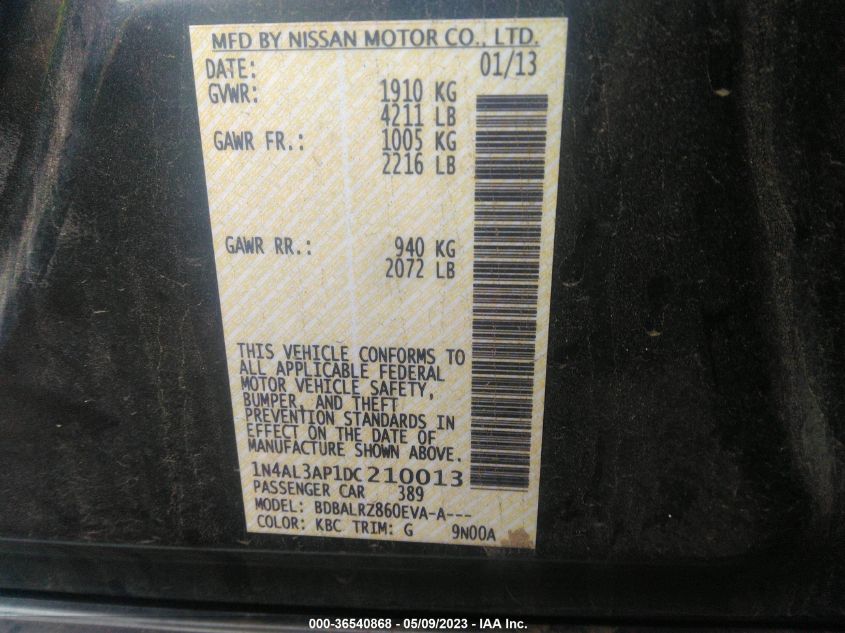 MFD BY NISSAN MOTOR CO., LTD.
DATE: 01/13
GVWR: 1910 KG
4211 LB
GAWR FR.: 1005 KG
2216 LB
GAWR RR.: 940 KG
2072 LB
THIS VEHICLE CONFORMS TO
ALL APPLICABLE FEDERAL
MOTOR VEHICLE SAFETY,
BUMPER, AND THEFT
PREVENTION STANDARDS IN
EFFECT ON THE DATE OF
MANUFACTURE SHOWN ABOVE.
1N4AL3AP1DC210013
PASSENGER CAR 389
MODEL: BDBALRZ860EVA-A---
COLOR: KBC TRIM: G 9N00A
000-36540868 - 05/09/2023 - IAA Inc.